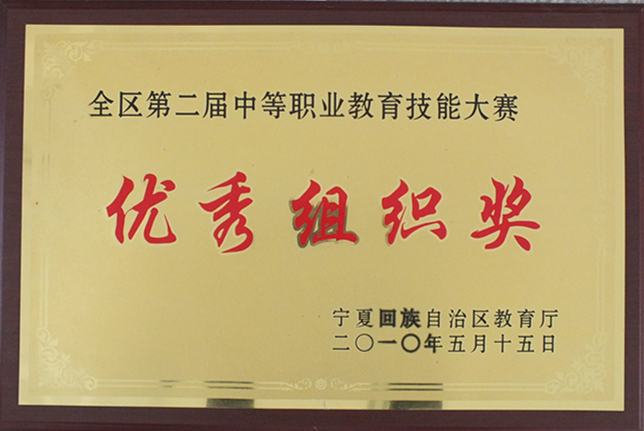 全区第二届中等职业教育技能大赛
优秀组织奖
宁夏回族自治区教育厅
二〇一〇年五月十五日